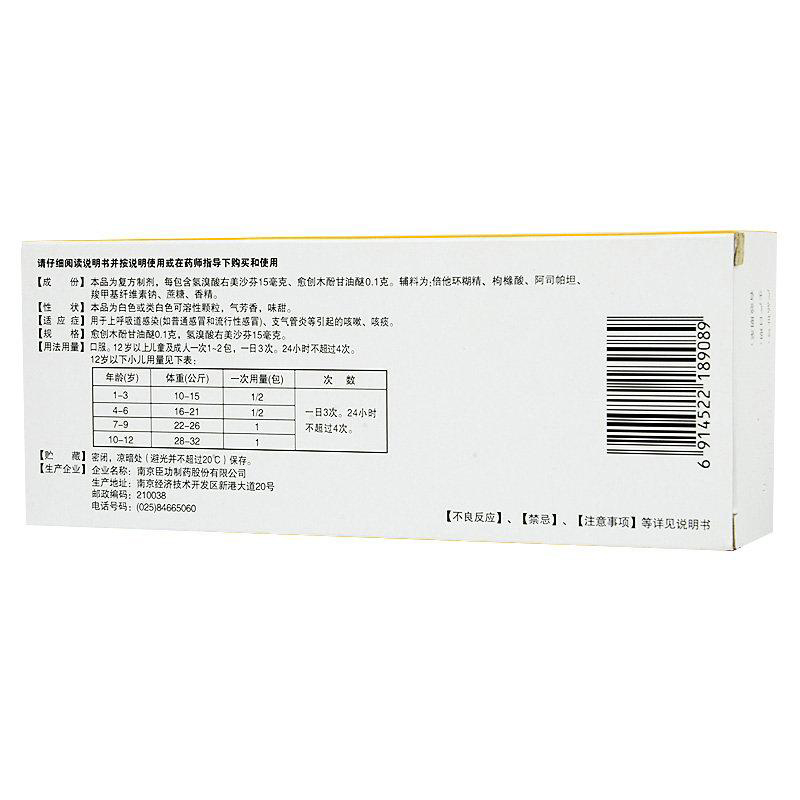 请仔细阅读说明书并按说明使用或在药师指导下购买和使用
【成 份】本品为复方制剂，每包含氢溴酸右美沙芬15毫克、愈创木酚甘油醚0.1克。辅料为:倍他环糊精、枸橼酸、阿司帕坦、
羧甲基纤维素钠、蔗糖、香精。
【性 状】本品为白色或类白色可溶性颗粒，气芳香，味甜。
【适 应 症】用于上呼吸道感染(如普通感冒和流行性感冒)、支气管炎等引起的咳嗽、咳痰。
【规 格】愈创木酚甘油醚0.1克，氢溴酸右美沙芬15毫克。
【用法用量】口服。12岁以上儿童及成人一次1~2包，一日3次。24小时不超过4次。
12岁以下小儿用量见下表:
年龄(岁) 体重(公斤) 一次用量(包) 次 数
1-3 10-15 1/2
4-6 16-21 1/2
7-9 22-26 1
10-12 28-32 1
一日3次。24小时
不超过4次。
【贮 藏】密闭，凉暗处（避光并不超过20℃）保存。
【生产企业】企业名称: 南京臣功制药股份有限公司
生产地址: 南京经济技术开发区新港大道20号
邮政编码: 210038
电话号码: (025)84665060
【不良反应】、【禁忌】、【注意事项】等详见说明书
6 914522 189089